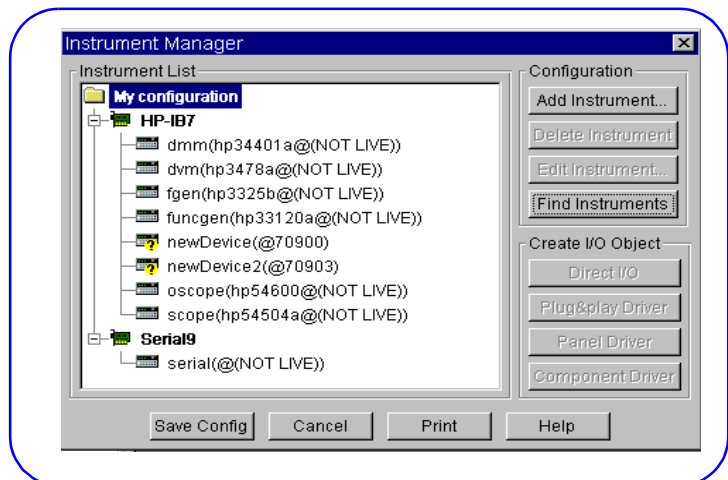 Instrument Manager
Instrument List
My configuration
HP-IB7
dmm(hp34401a@(NOT LIVE))
dvm(hp3478a@(NOT LIVE))
fgen(hp3325b@(NOT LIVE))
funcgen(hp33120a@(NOT LIVE))
newDevice(@70900)
newDevice2(@70903)
oscope(hp54600@(NOT LIVE))
scope(hp54504a@(NOT LIVE))
Serial9
serial(@(NOT LIVE))
Configuration
Add Instrument...
Delete Instrument
Edit Instrument...
Find Instruments
Create I/O Object
Direct I/O
Plug&play Driver
Panel Driver
Component Driver
Save Config
Cancel
Print
Help